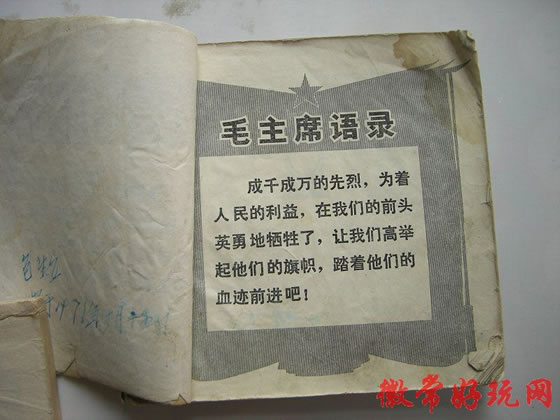 毛主席语录
成千成万的先烈，为着
人民的利益，在我们的前头
英勇地牺牲了，让我们高举
起他们的旗帜，踏着他们的
血迹前进吧！
徽常好玩网